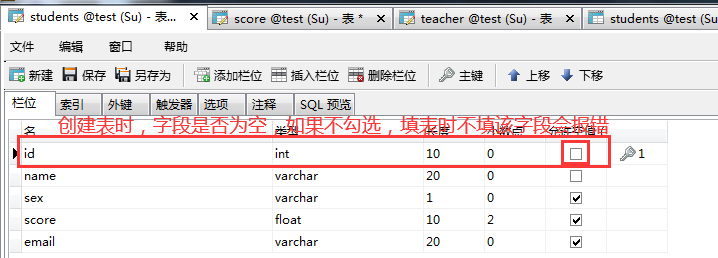 students @test (Su) - 表... score @test (Su) - 表 * teacher @test (Su) - 表 students @test (Su) - 表
文件 编辑 窗口 帮助
新建 保存 另存为 添加栏位 插入栏位 删除栏位 主键 上移 下移
栏位 索引 外键 触发器 选项 注释 SQL 预览
创建表时，字段是否为空，如果不勾选，填表时不填该字段会报错
名 类型 长度 小数点
id int 10 0 1
name varchar 20 0
sex varchar 1 0
score float 10 2
email varchar 20 0